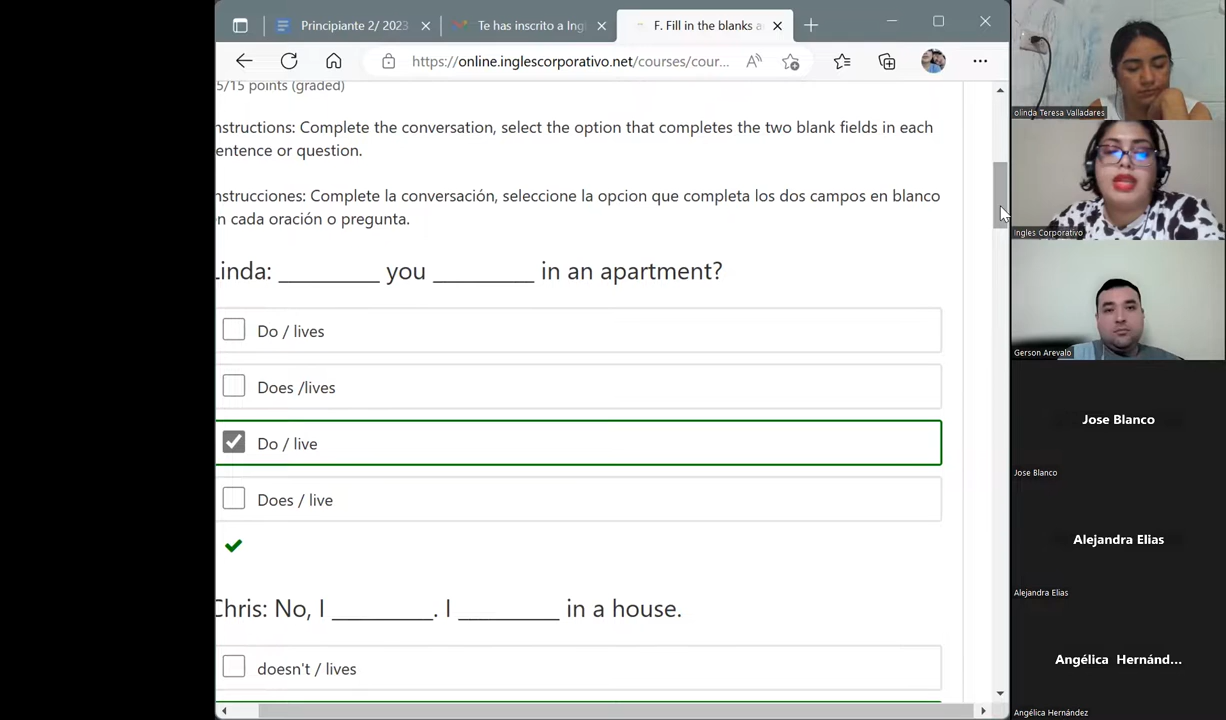 Principiante 2/ 2023
Te has inscrito a Ing
F. Fill in the blanks a
https://online.inglescorporativo.net/courses/cour...
5/15 points (graded)
nstructions: Complete the conversation, select the option that completes the two blank fields in each
entence or question.
nstrucciones: Complete la conversación, seleccione la opcion que completa los dos campos en blanco
n cada oración o pregunta.
Linda: _________ you _________ in an apartment?
Do / lives
Does /lives
Do / live
Does / live
Chris: No, I _________. I _________ in a house.
doesn't / lives
olinda Teresa Valladares
Ingles Corporativo
Gerson Arevalo
Jose Blanco
Jose Blanco
Alejandra Elias
Alejandra Elias
Angélica Hernánd...
Angélica Hernández